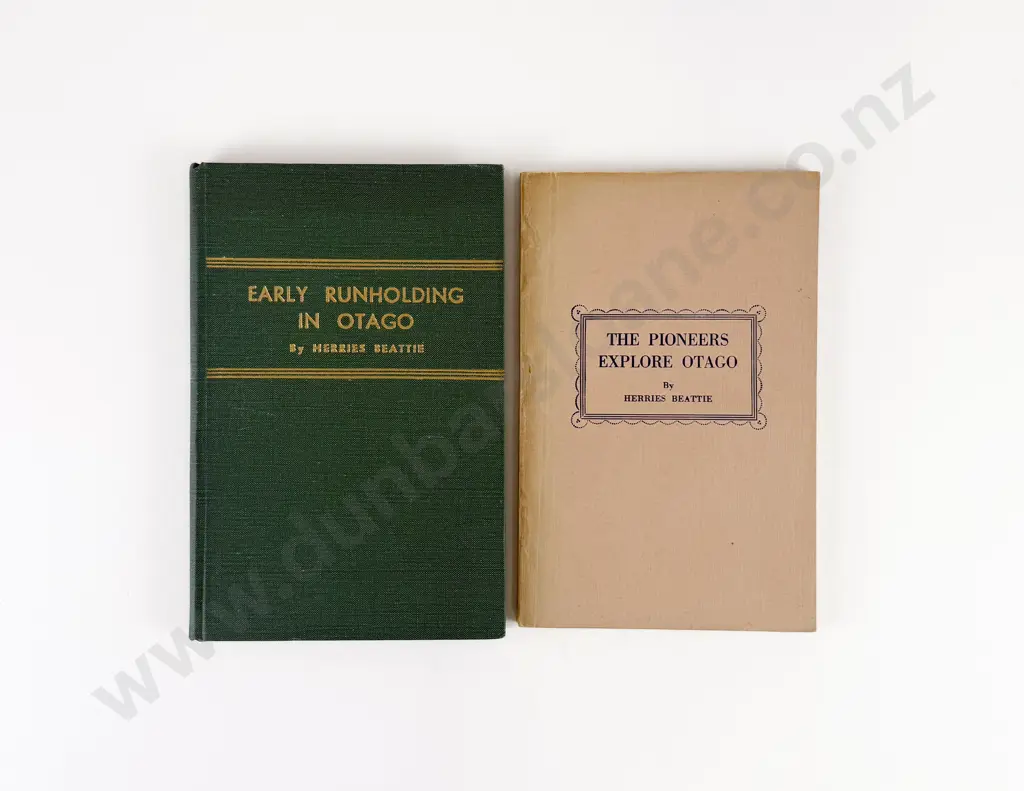 EARLY RUNHOLDING
IN OTAGO
By HERRIES BEATTIE
THE PIONEERS
EXPLORE OTAGO
By
HERRIES BEATTIE
www.dunbarsloane.co.nz